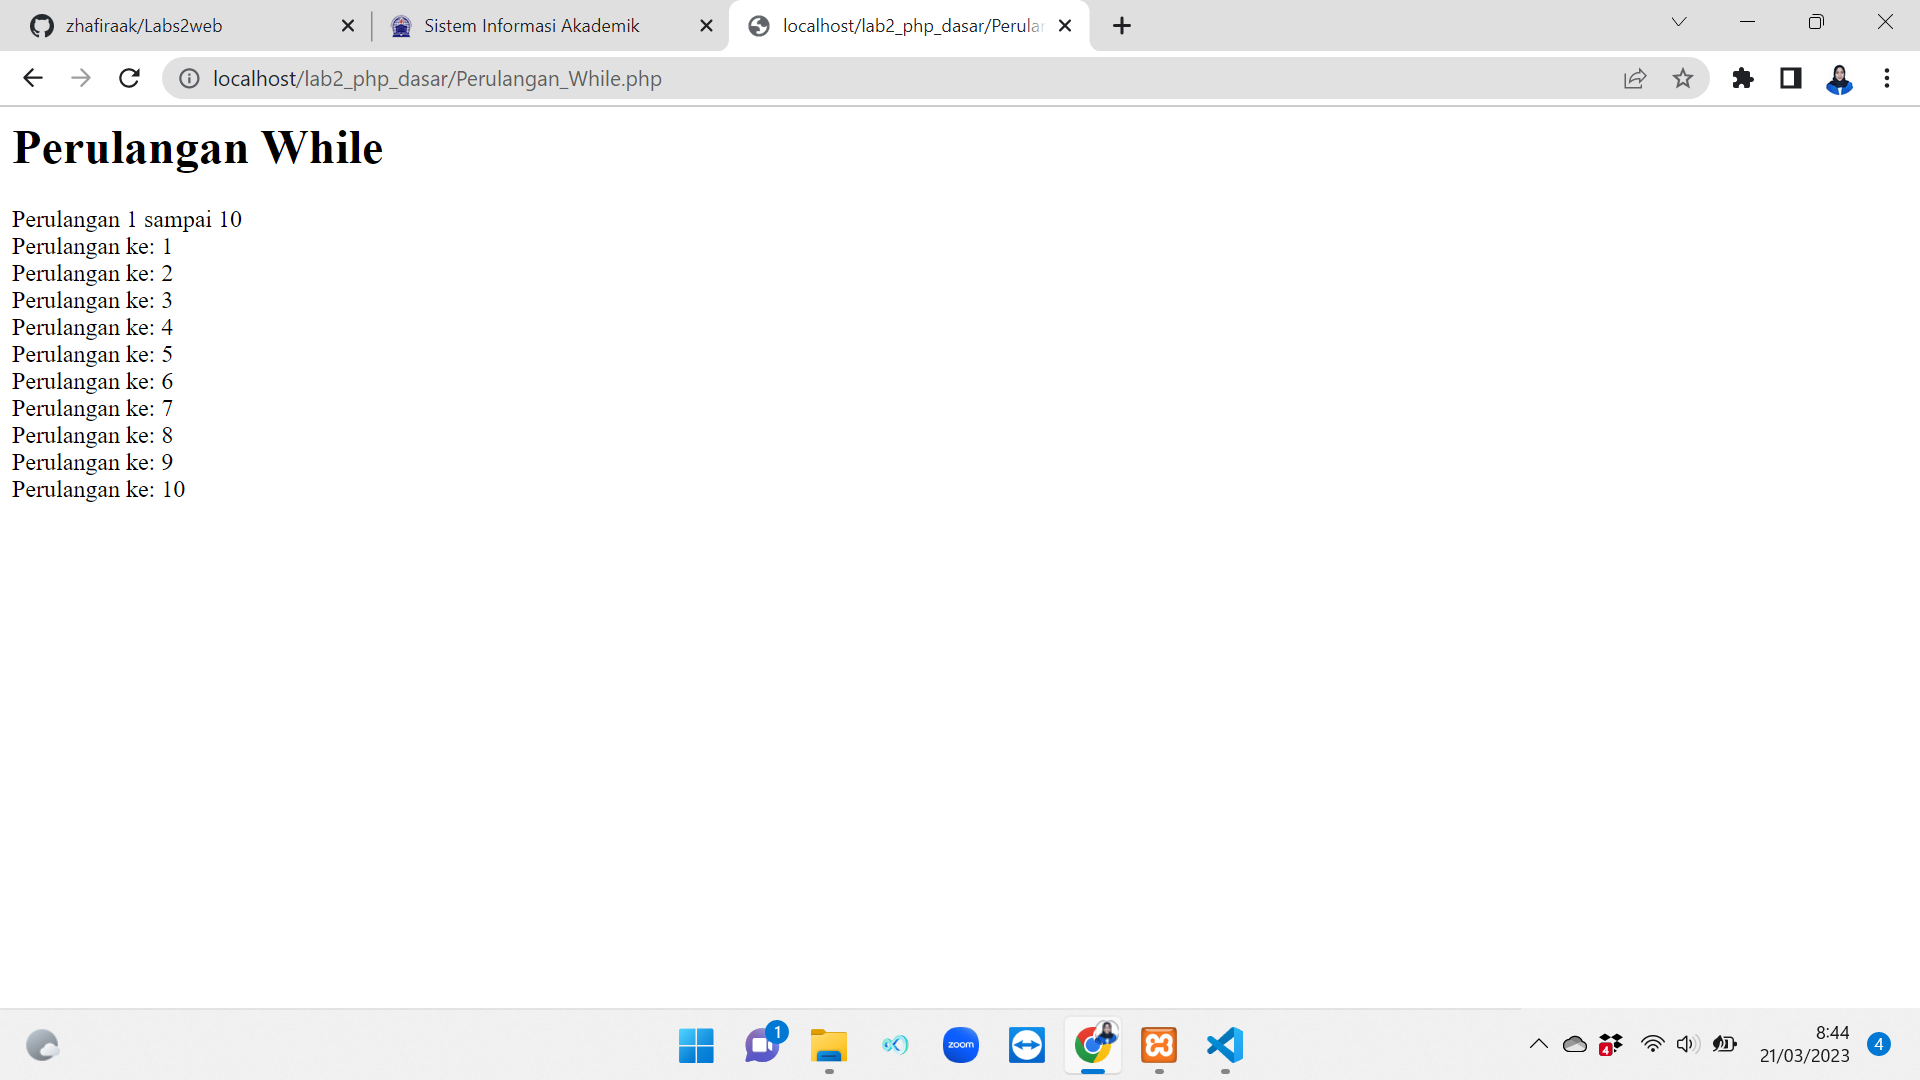 zhafiraak/Labs2web
Sistem Informasi Akademik
localhost/lab2_php_dasar/Perular
localhost/lab2_php_dasar/Perulangan_While.php
Perulangan While
Perulangan 1 sampai 10
Perulangan ke: 1
Perulangan ke: 2
Perulangan ke: 3
Perulangan ke: 4
Perulangan ke: 5
Perulangan ke: 6
Perulangan ke: 7
Perulangan ke: 8
Perulangan ke: 9
Perulangan ke: 10
1
zoom
4
8:44
21/03/2023
4